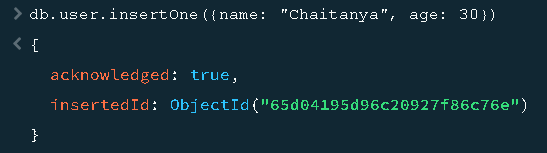 > db.user.insertOne({name: "Chaitanya", age: 30})
< {
acknowledged: true,
insertedId: ObjectId("65d04195d96c20927f86c76e")
}